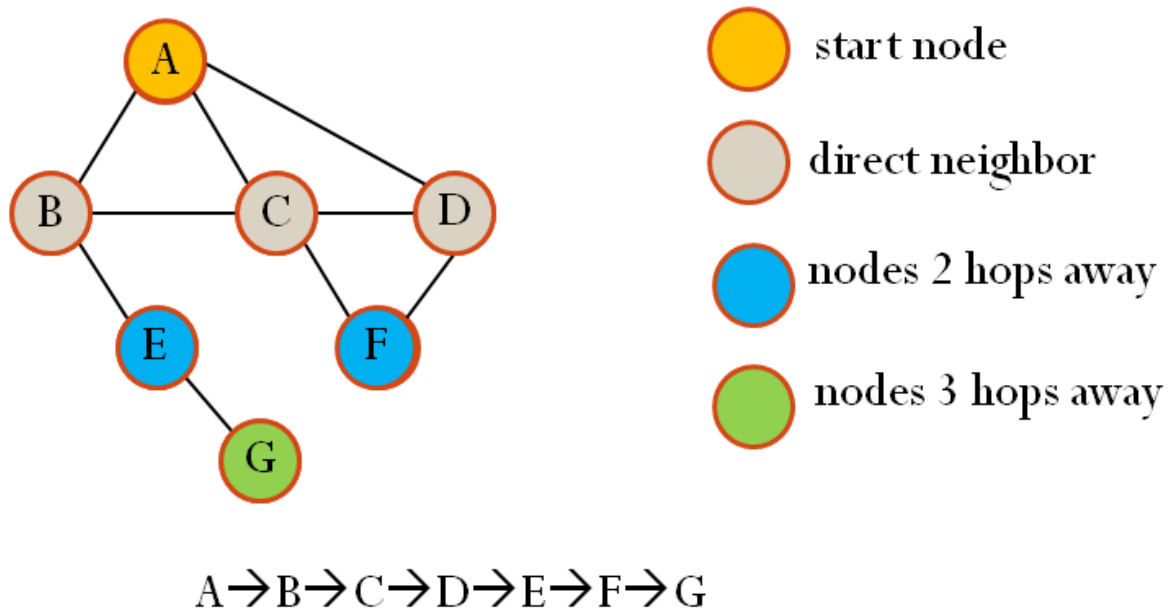 A
B
C
D
E
F
G
start node
direct neighbor
nodes 2 hops away
nodes 3 hops away
A→B→C→D→E→F→G